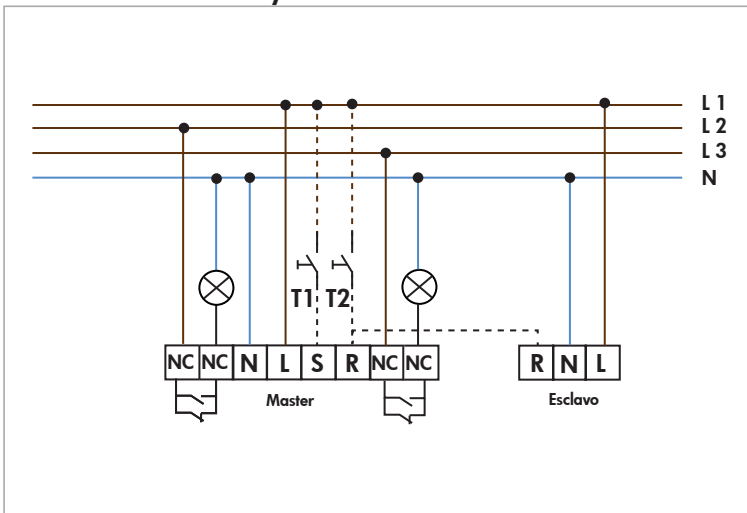 L 1
L 2
L 3
N
T1 T2
NC NC N L S R NC NC
R N L
Master
Esclavo